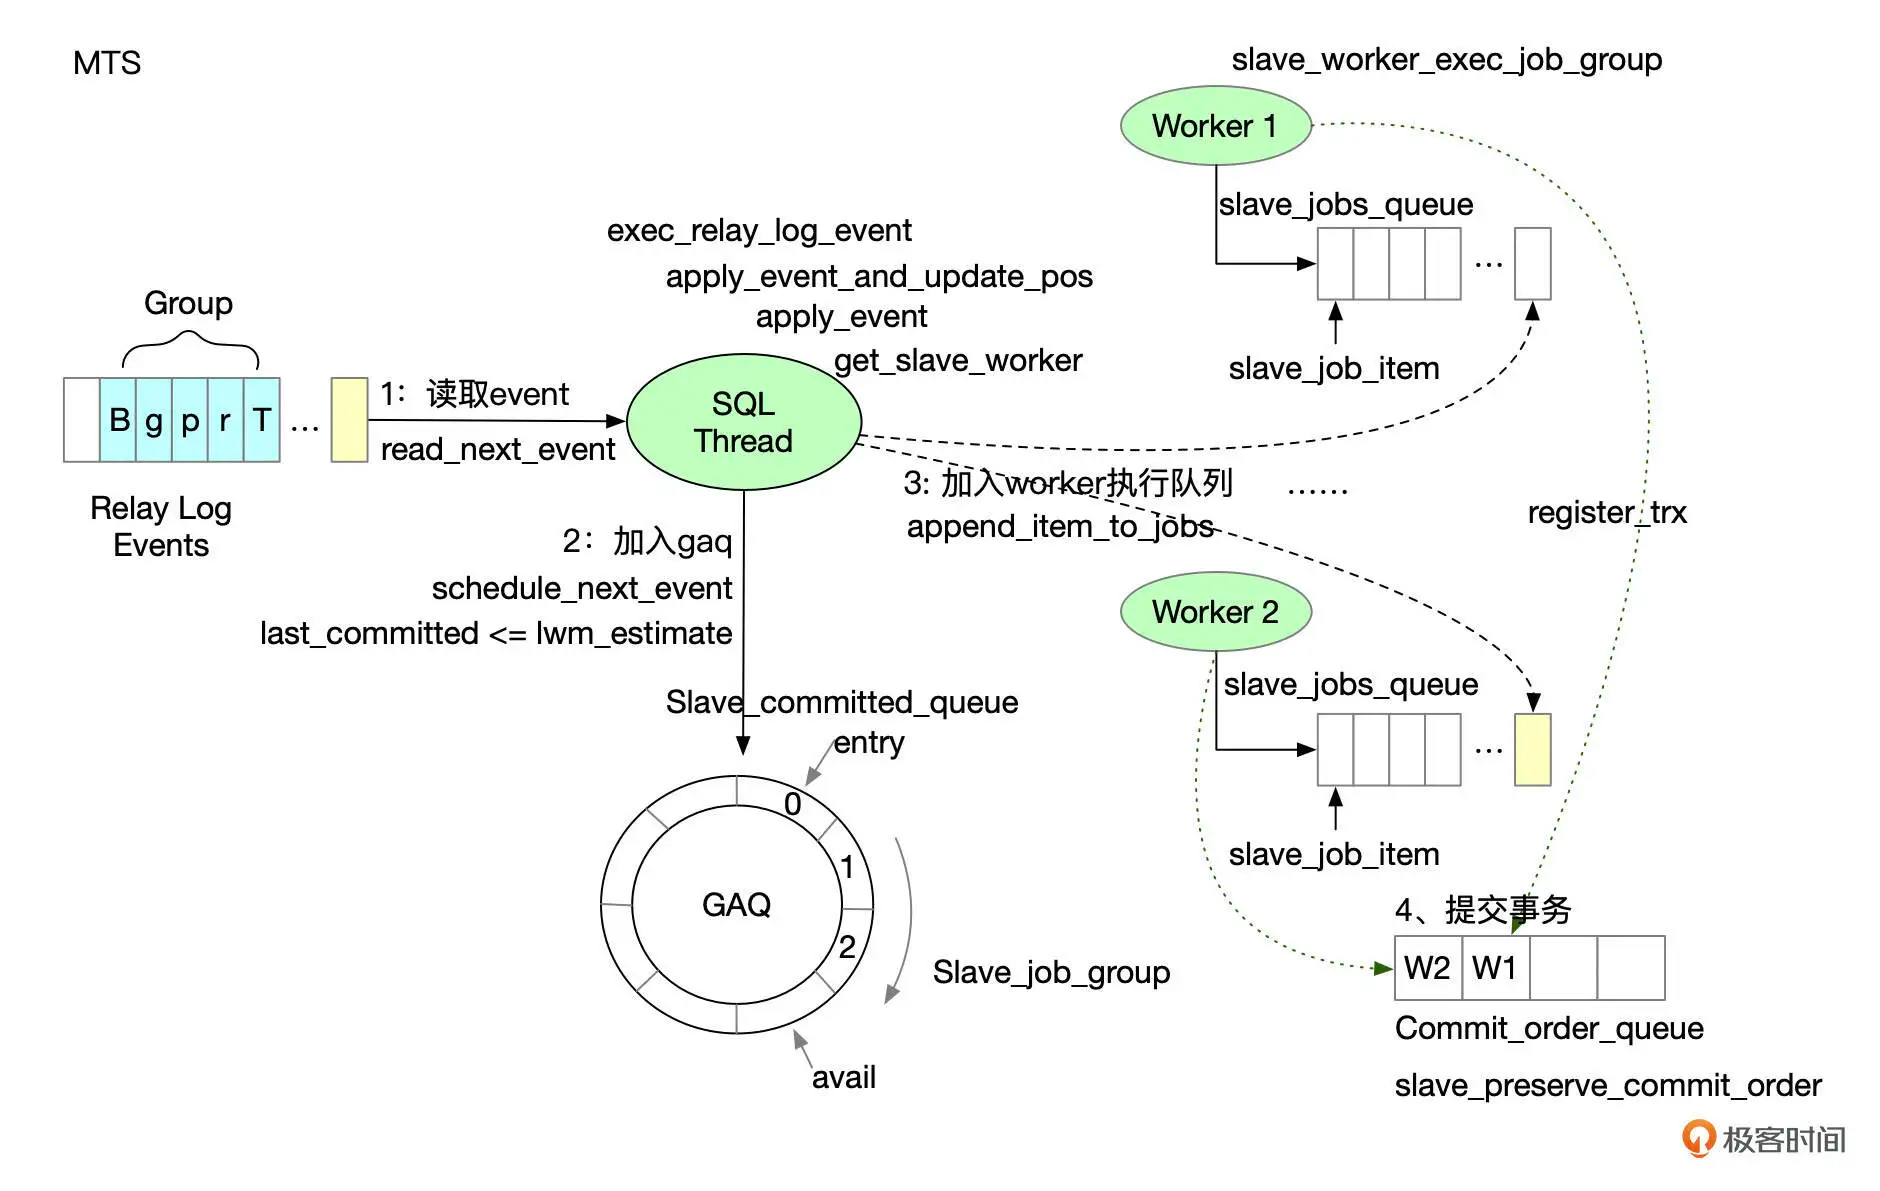 MTS
slave_worker_exec_job_group
Worker 1
slave_jobs_queue
...
slave_job_item
exec_relay_log_event
apply_event_and_update_pos
apply_event
get_slave_worker
Group
B g p r T ...
Relay Log
Events
1：读取event
read_next_event
SQL
Thread
3: 加入worker执行队列 ......
append_item_to_jobs
register_trx
2：加入gaq
schedule_next_event
last_committed <= lwm_estimate
Worker 2
slave_jobs_queue
...
slave_job_item
Slave_committed_queue
entry
0
1
2
GAQ
Slave_job_group
avail
4、提交事务
W2 W1
Commit_order_queue
slave_preserve_commit_order
极客时间